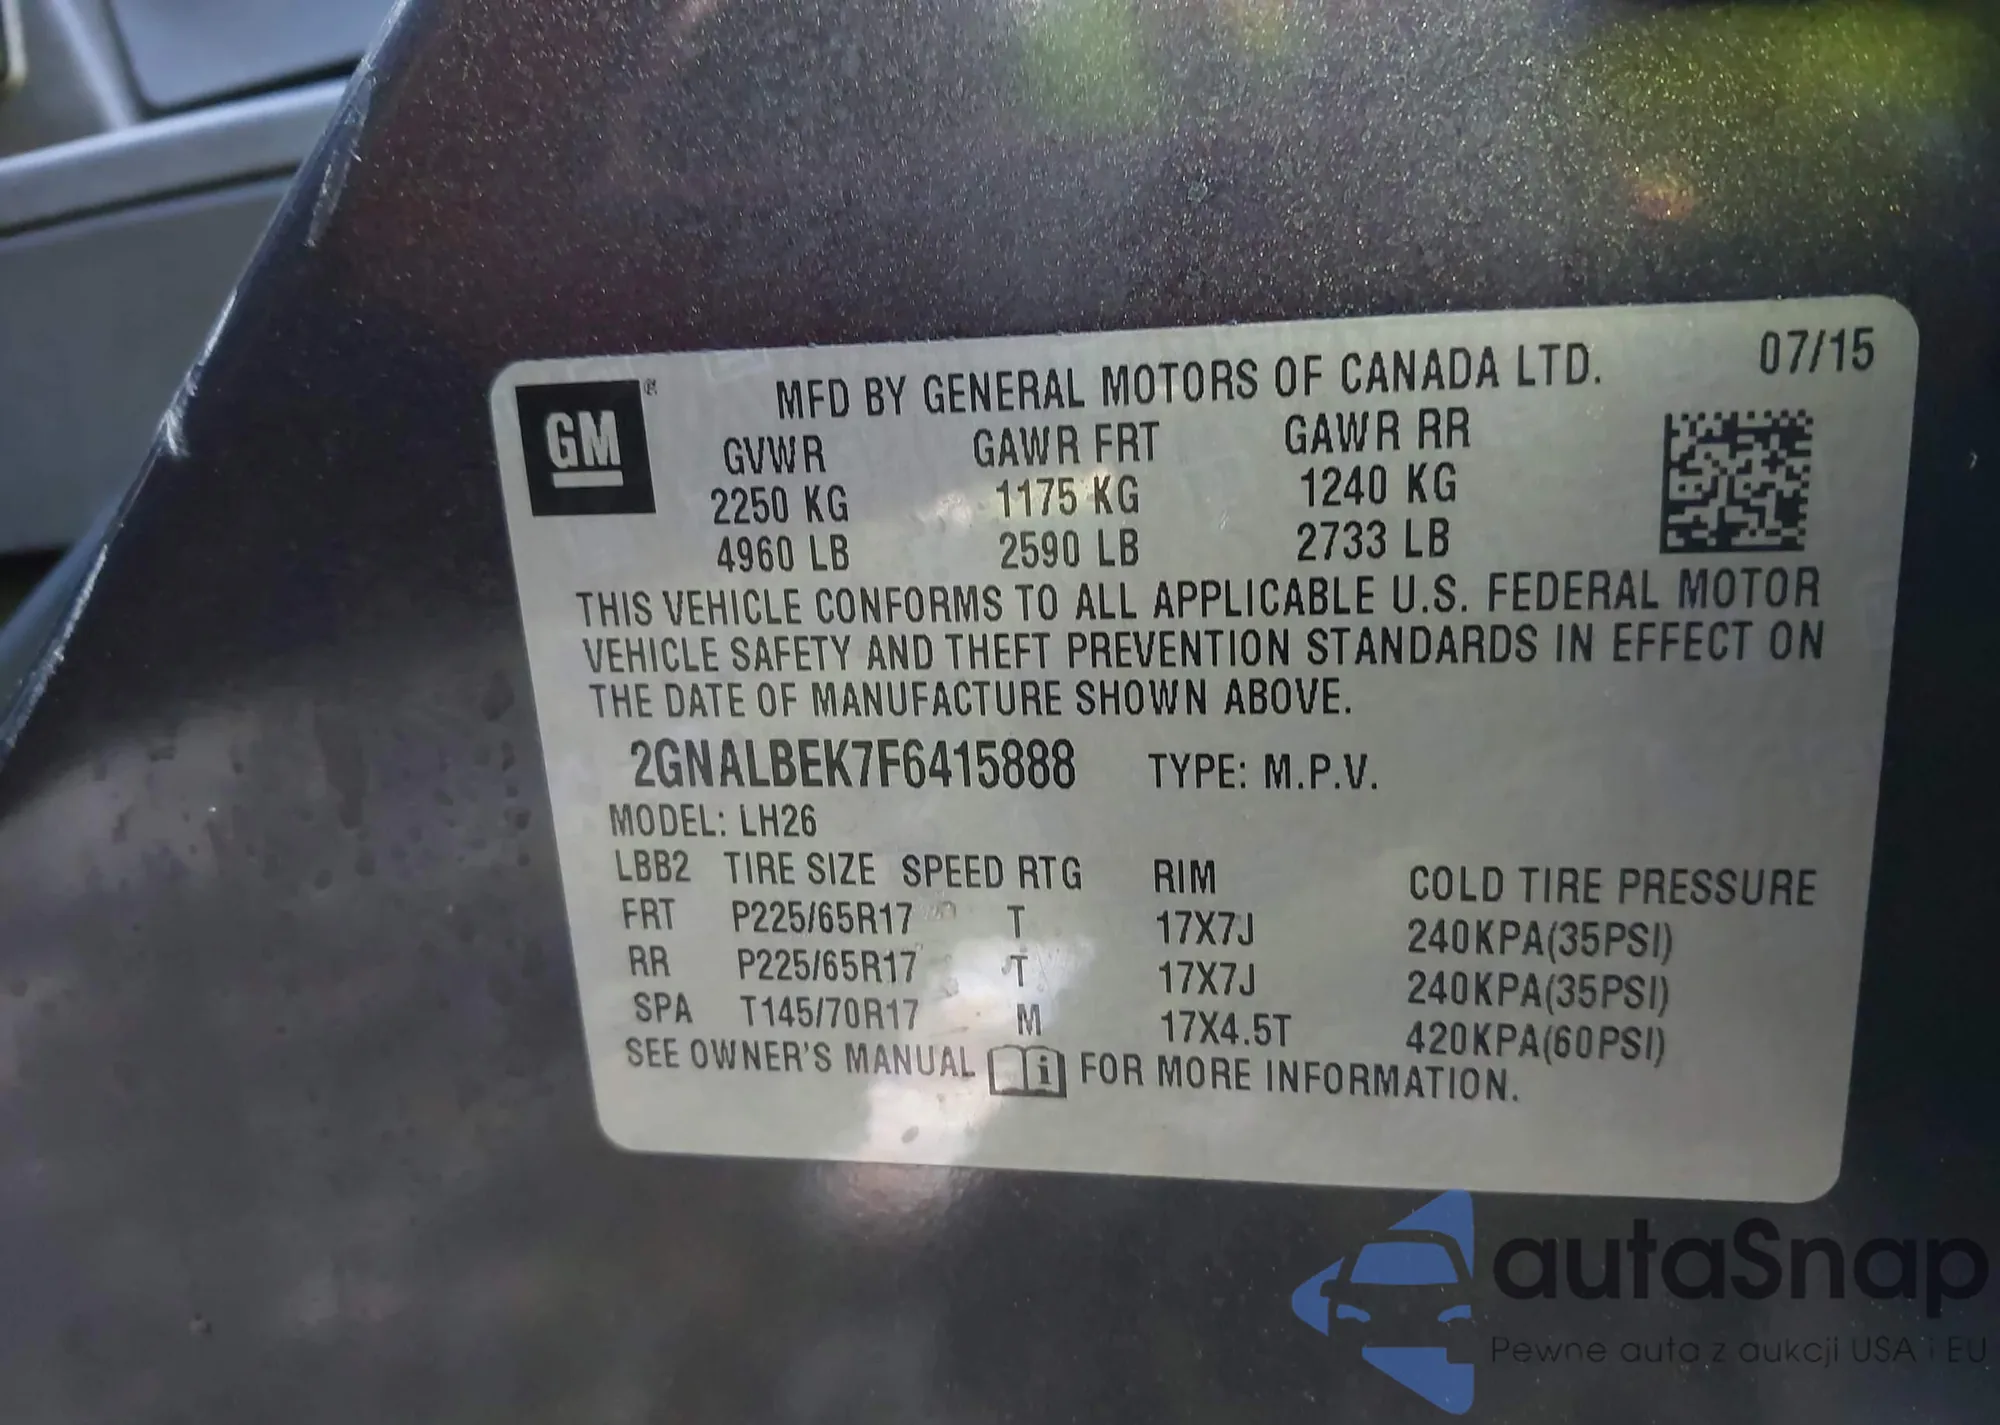 GM ®
MFD BY GENERAL MOTORS OF CANADA LTD. 07/15
GVWR GAWR FRT GAWR RR
2250 KG 1175 KG 1240 KG
4960 LB 2590 LB 2733 LB
THIS VEHICLE CONFORMS TO ALL APPLICABLE U.S. FEDERAL MOTOR
VEHICLE SAFETY AND THEFT PREVENTION STANDARDS IN EFFECT ON
THE DATE OF MANUFACTURE SHOWN ABOVE.
2GNALBEK7F6415888 TYPE: M.P.V.
MODEL: LH26
LBB2 TIRE SIZE SPEED RTG RIM COLD TIRE PRESSURE
FRT P225/65R17 T 17X7J 240KPA(35PSI)
RR P225/65R17 T 17X7J 240KPA(35PSI)
SPA T145/70R17 M 17X4.5T 420KPA(60PSI)
SEE OWNER'S MANUAL i FOR MORE INFORMATION.
autaSnap
Pewne auta z aukcji USA i EU